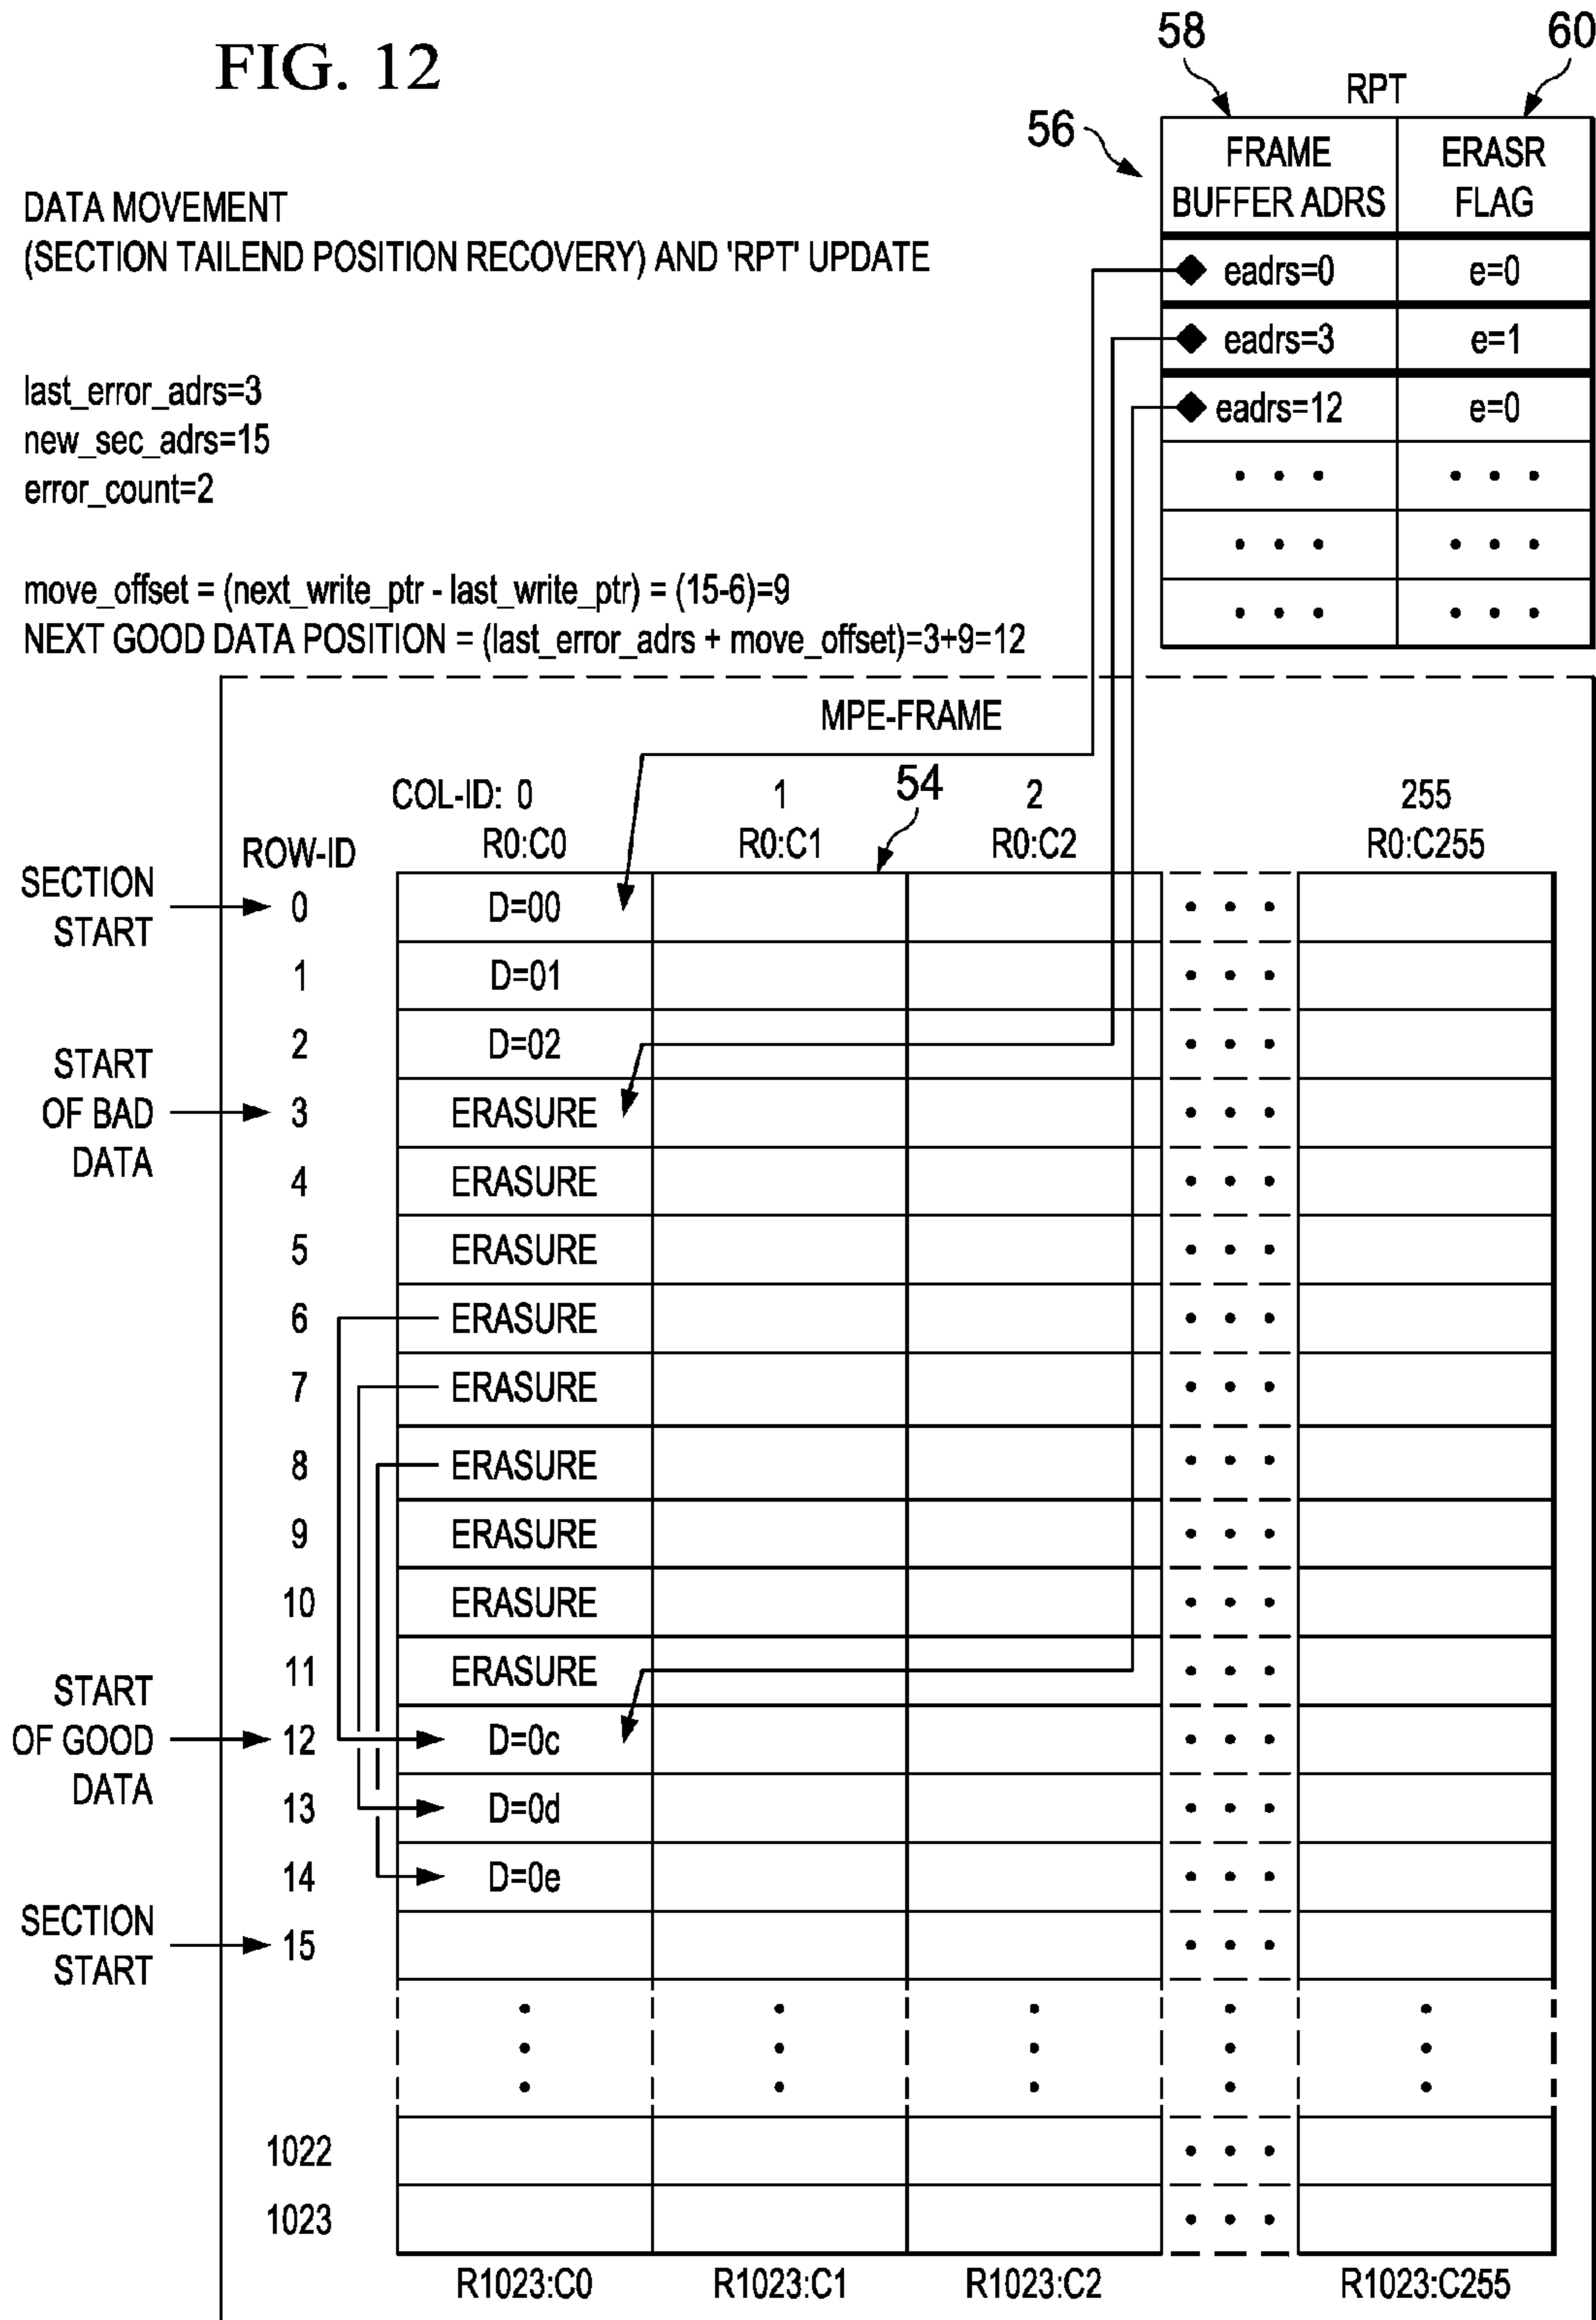 FIG. 12
58
60
RPT
56
FRAME BUFFER ADRS
ERASR FLAG
eadrs=0 e=0
eadrs=3 e=1
eadrs=12 e=0
• • • • • •
• • • • • •
• • • • • •
DATA MOVEMENT
(SECTION TAILEND POSITION RECOVERY) AND 'RPT' UPDATE
last_error_adrs=3
new_sec_adrs=15
error_count=2
move_offset = (next_write_ptr - last_write_ptr) = (15-6)=9
NEXT GOOD DATA POSITION = (last_error_adrs + move_offset)=3+9=12
MPE-FRAME
54
COL-ID: 0 1 2 255
ROW-ID R0:C0 R0:C1 R0:C2 R0:C255
SECTION START
0 D=00 • • •
1 D=01 • • •
2 D=02 • • •
START OF BAD DATA
3 ERASURE • • •
4 ERASURE • • •
5 ERASURE • • •
6 ERASURE • • •
7 ERASURE • • •
8 ERASURE • • •
9 ERASURE • • •
10 ERASURE • • •
11 ERASURE • • •
START OF GOOD DATA
12 D=0c • • •
13 D=0d • • •
14 D=0e • • •
SECTION START
15 • • •
1022 • • •
1023 • • •
R1023:C0 R1023:C1 R1023:C2 R1023:C255